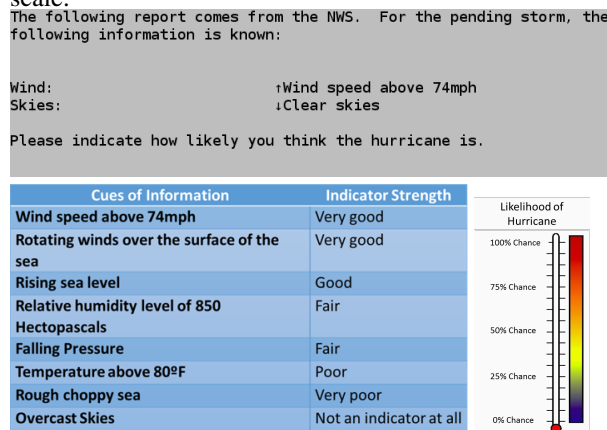 scale.
The following report comes from the NWS.  For the pending storm, the
following information is known:
Wind: ↑Wind speed above 74mph
Skies: ↓Clear skies
Please indicate how likely you think the hurricane is.
Cues of Information Indicator Strength
Wind speed above 74mph Very good
Rotating winds over the surface of the Very good
sea
Rising sea level Good
Relative humidity level of 850 Fair
Hectopascals
Falling Pressure Fair
Temperature above 80ºF Poor
Rough choppy sea Very poor
Overcast Skies Not an indicator at all
Likelihood of
Hurricane
100% Chance
75% Chance
50% Chance
25% Chance
0% Chance